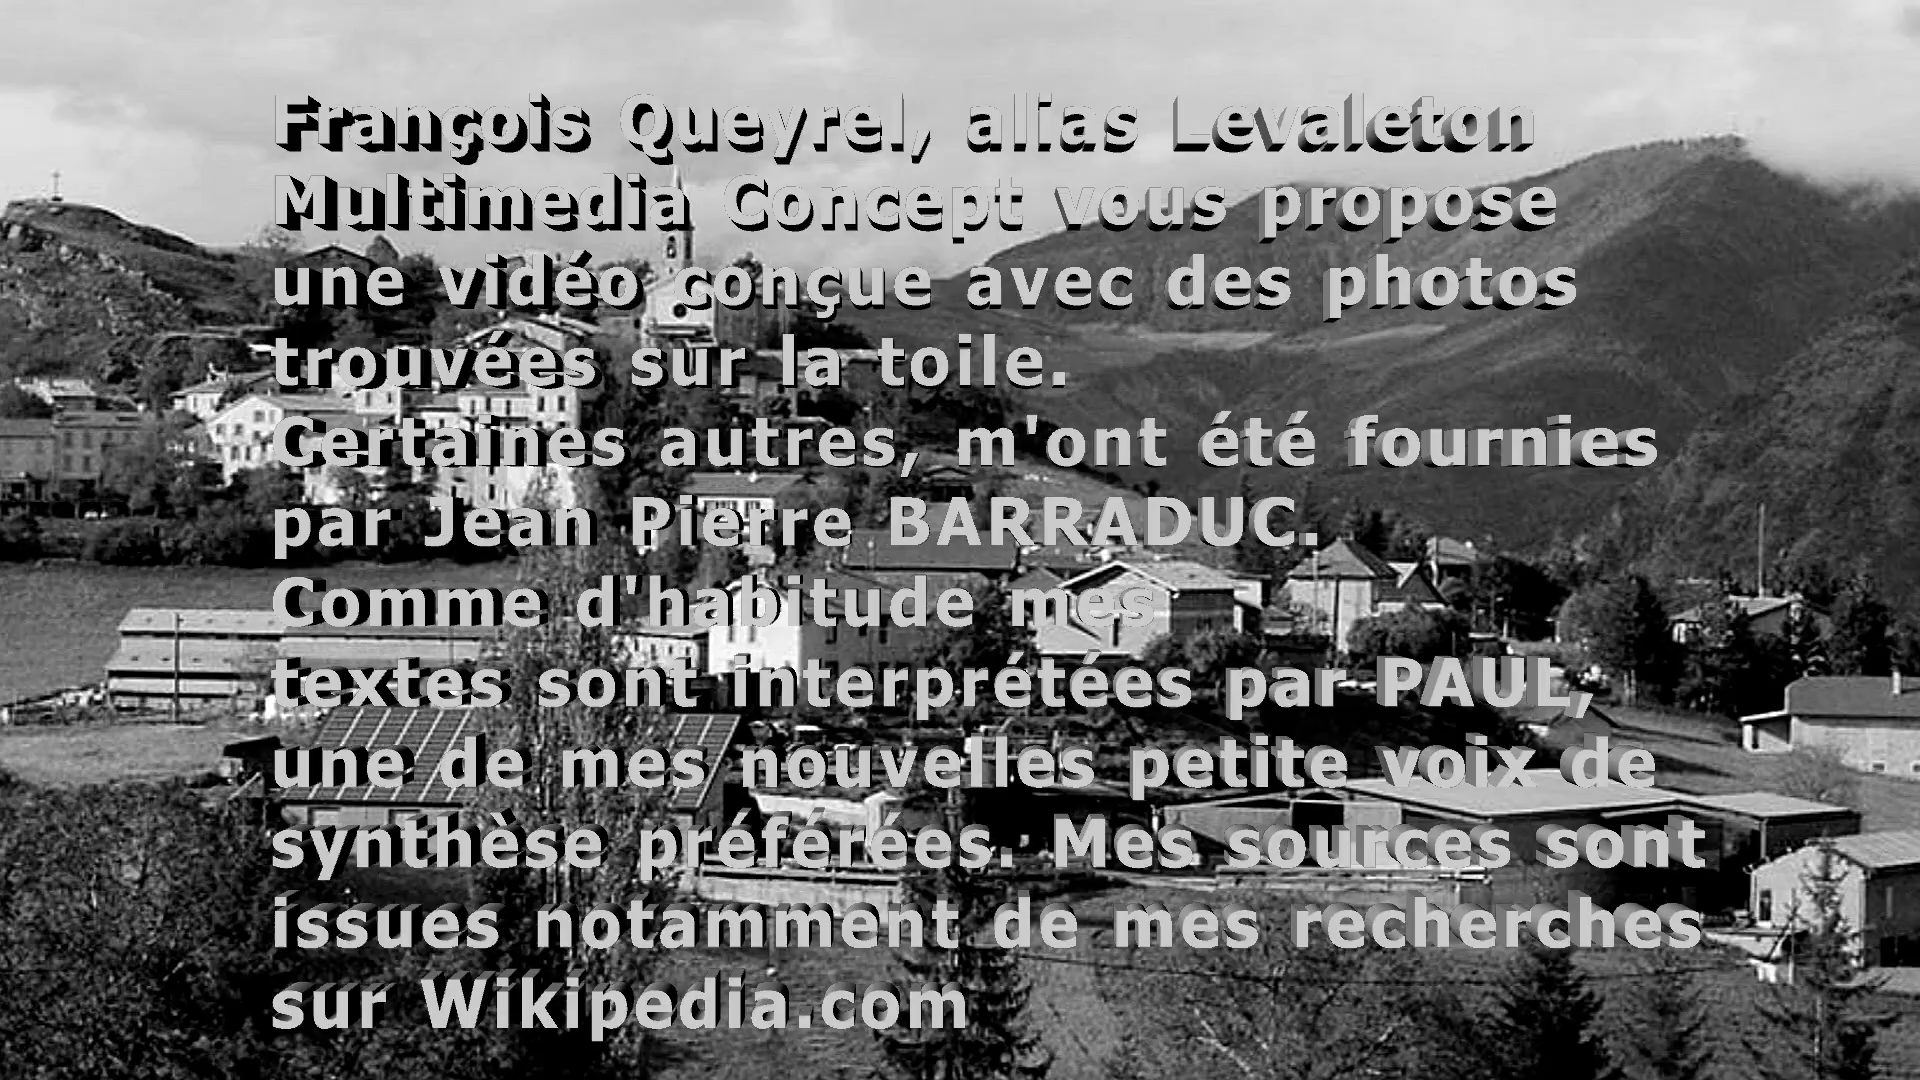 François Queyrel, alias Levaleton
Multimedia Concept vous propose
une vidéo conçue avec des photos
trouvées sur la toile.
Certaines autres, m'ont été fournies
par Jean Pierre BARRADUC.
Comme d'habitude mes
textes sont interprétées par PAUL,
une de mes nouvelles petite voix de
synthèse préférées. Mes sources sont
issues notamment de mes recherches
sur Wikipedia.com